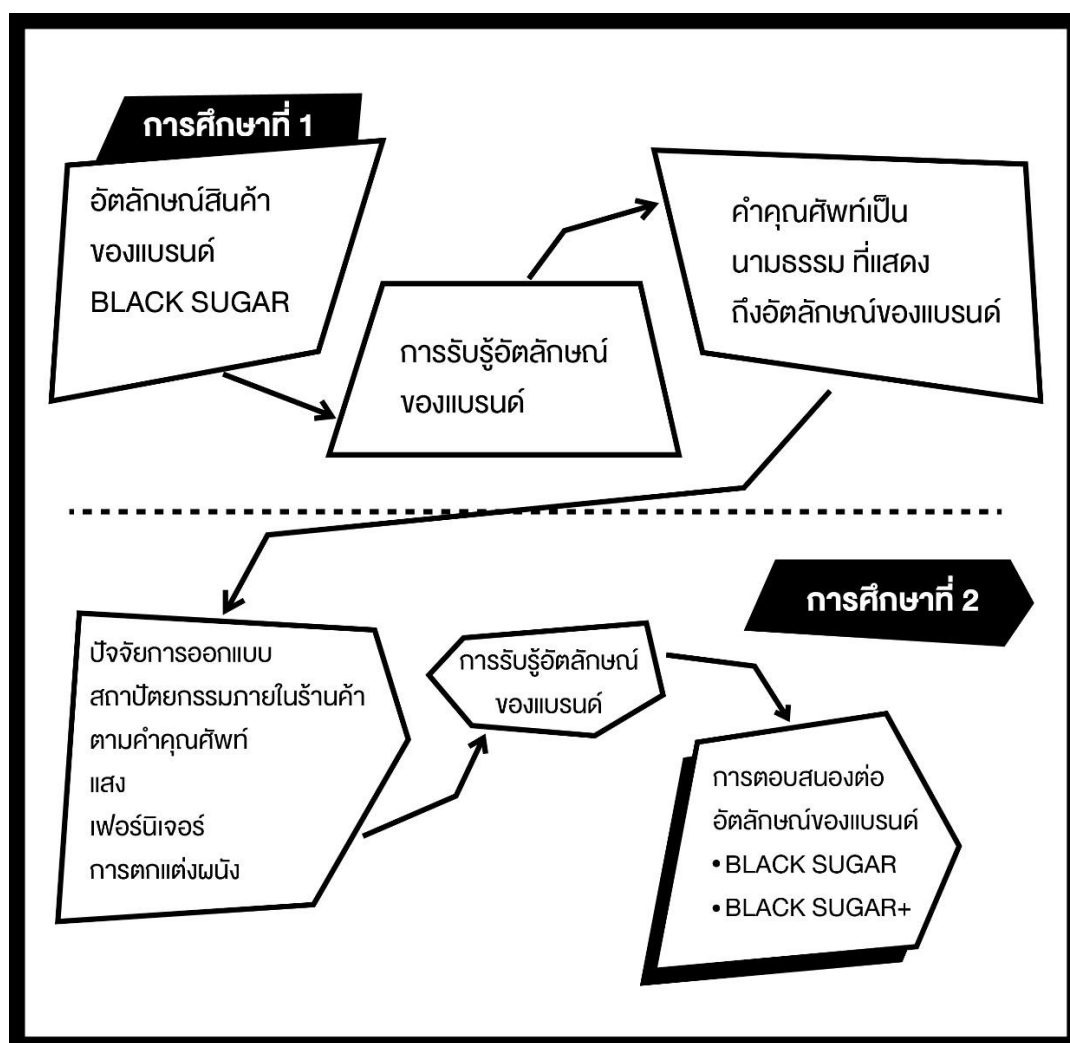 การศึกษาที่ 1
อัตลักษณ์สินค้า
ของแบรนด์
BLACK SUGAR
การรับรู้อัตลักษณ์
ของแบรนด์
คำคุณศัพท์เป็น
นามธรรม ที่แสดง
ถึงอัตลักษณ์ของแบรนด์
การศึกษาที่ 2
ปัจจัยการออกแบบ
สถาปัตยกรรมภายในร้านค้า
ตามคำคุณศัพท์
แสง
เฟอร์นิเจอร์
การตกแต่งผนัง
การรับรู้อัตลักษณ์
ของแบรนด์
การตอบสนองต่อ
อัตลักษณ์ของแบรนด์
• BLACK SUGAR
• BLACK SUGAR+